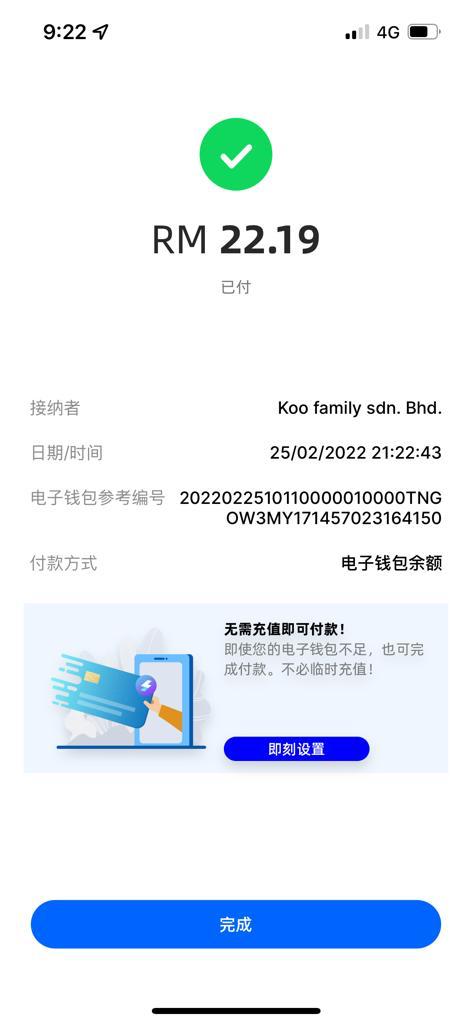 9:22
4G
RM 22.19
已付
接纳者 Koo family sdn. Bhd.
日期/时间 25/02/2022 21:22:43
电子钱包参考编号 2022022510110000010000TNG
OW3MY171457023164150
付款方式 电子钱包余额
无需充值即可付款！
即使您的电子钱包不足，也可完
成付款。不必临时充值！
即刻设置
完成